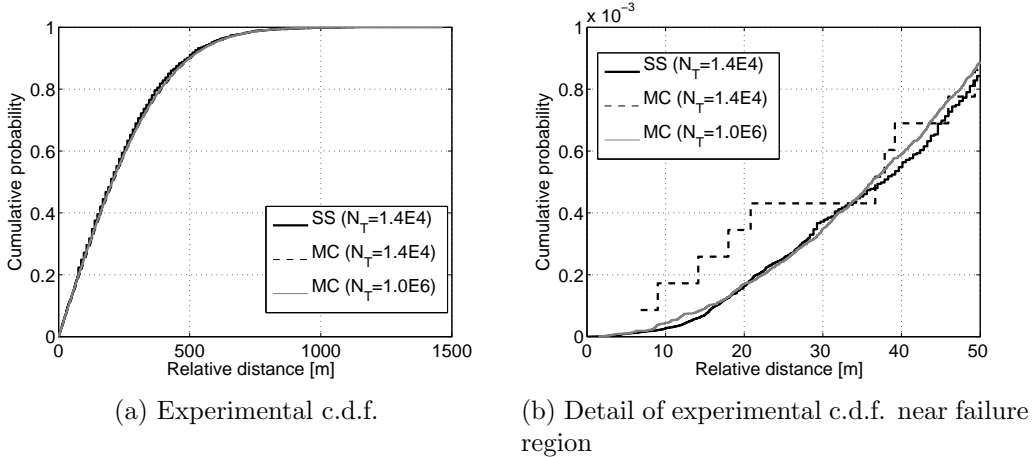 1
0.8
0.6
0.4
0.2
0
Cumulative probability
SS (N_T=1.4E4)
MC (N_T=1.4E4)
MC (N_T=1.0E6)
0 500 1000 1500
Relative distance [m]
(a) Experimental c.d.f.
x 10^-3
1
0.8
0.6
0.4
0.2
0
Cumulative probability
SS (N_T=1.4E4)
MC (N_T=1.4E4)
MC (N_T=1.0E6)
0 10 20 30 40 50
Relative distance [m]
(b) Detail of experimental c.d.f. near failure
region